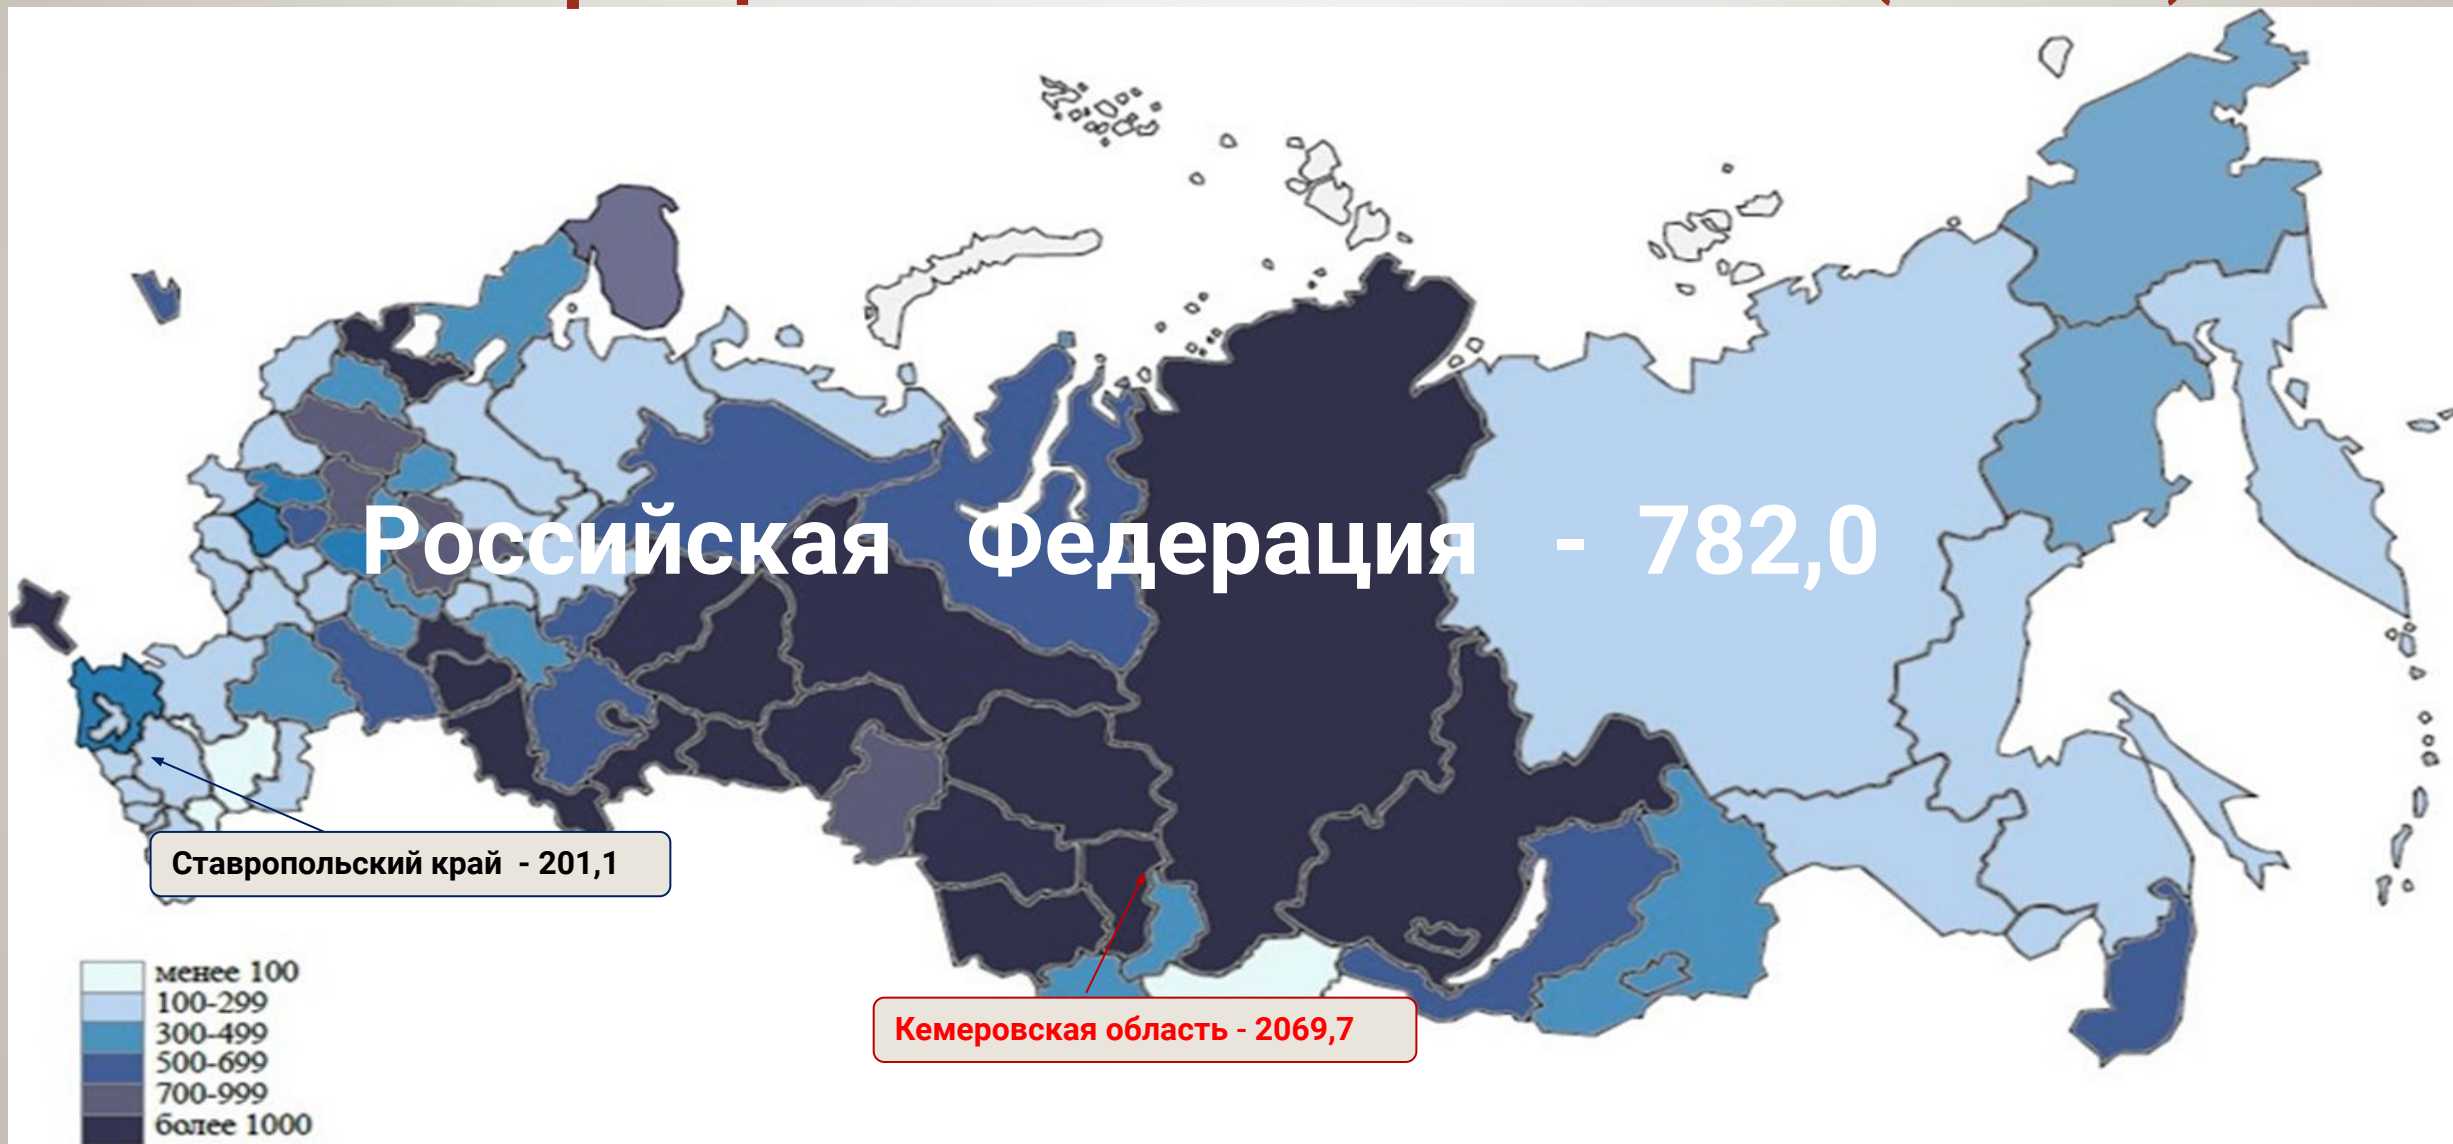 Российская Федерация - 782,0
Ставропольский край - 201,1
Кемеровская область - 2069,7
менее 100
100-299
300-499
500-699
700-999
более 1000